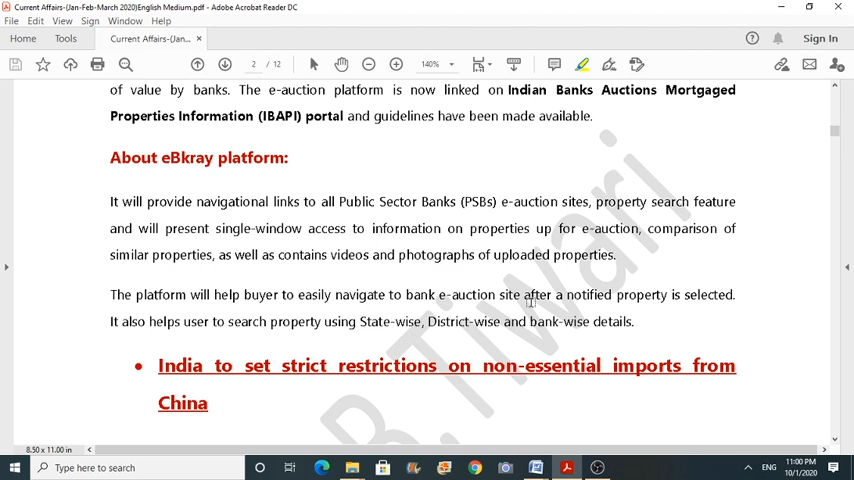 Current Affairs-(Jan-Feb-March 2020)English Medium.pdf - Adobe Acrobat Reader DC
File Edit View Sign Window Help
Home Tools Current Affairs-(Jan-... × Sign In
2 / 12 140%
of value by banks. The e-auction platform is now linked on Indian Banks Auctions Mortgaged
Properties Information (IBAPI) portal and guidelines have been made available.
About eBkray platform:
It will provide navigational links to all Public Sector Banks (PSBs) e-auction sites, property search feature
and will present single-window access to information on properties up for e-auction, comparison of
similar properties, as well as contains videos and photographs of uploaded properties.
The platform will help buyer to easily navigate to bank e-auction site after a notified property is selected.
It also helps user to search property using State-wise, District-wise and bank-wise details.
• India to set strict restrictions on non-essential imports from
China
B.Tiwari
8.50 x 11.00 in
Type here to search
ENG
11:00 PM
10/1/2020